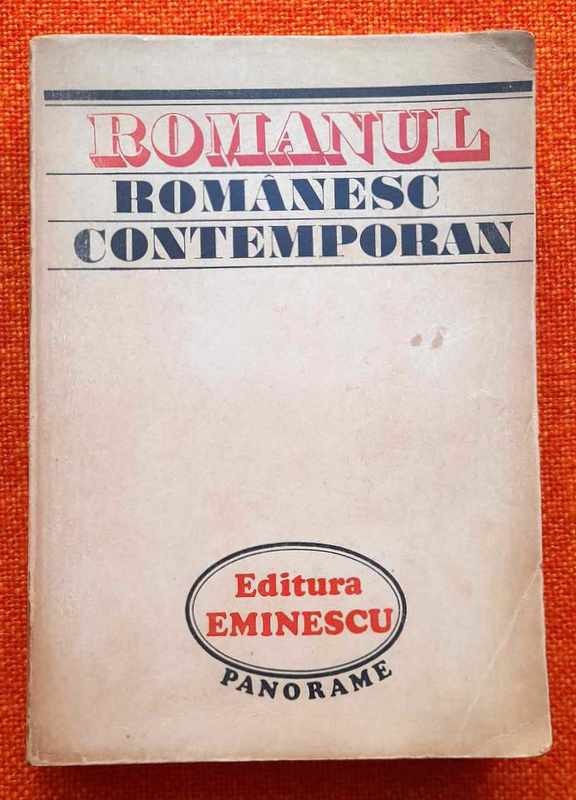 ROMANUL
ROMÂNESC
CONTEMPORAN
Editura
EMINESCU
PANORAME